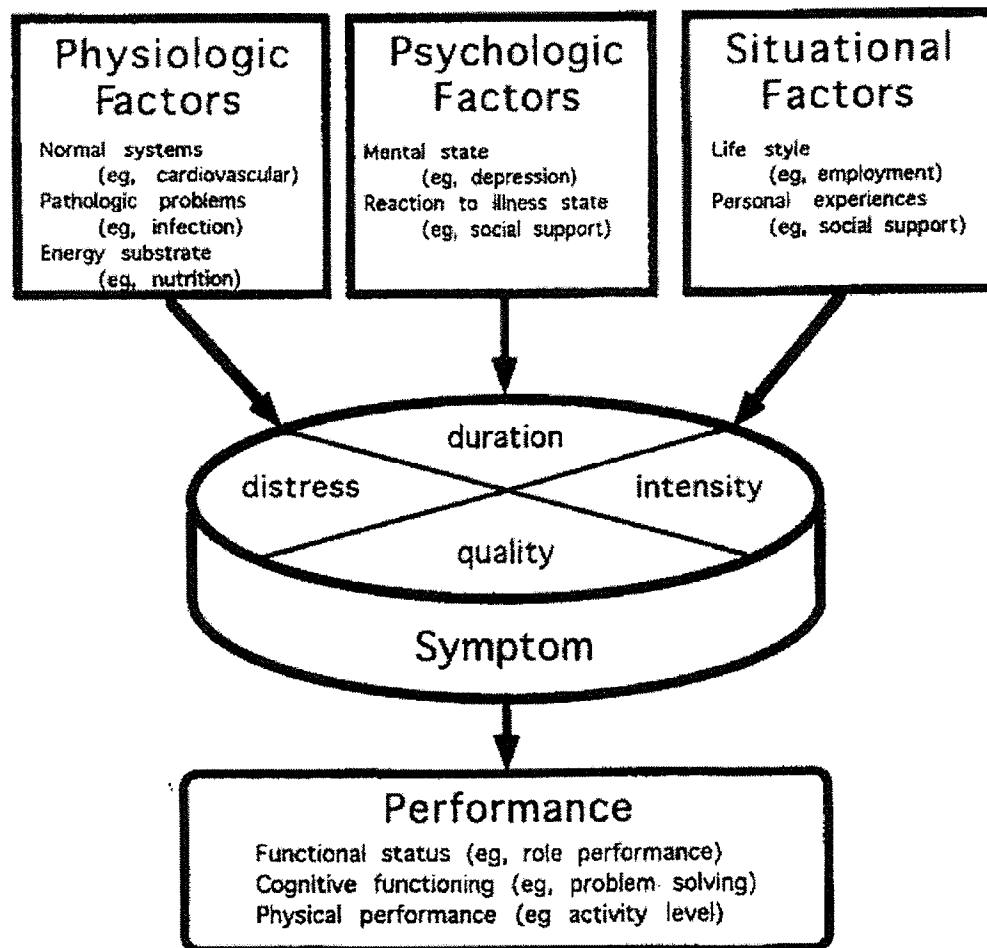 Physiologic
Factors
Normal systems
(eg, cardiovascular)
Pathologic problems
(eg, infection)
Energy substrate
(eg, nutrition)
Psychologic
Factors
Mental state
(eg, depression)
Reaction to illness state
(eg, social support)
Situational
Factors
Life style
(eg, employment)
Personal experiences
(eg, social support)
duration
distress
intensity
quality
Symptom
Performance
Functional status (eg, role performance)
Cognitive functioning (eg, problem solving)
Physical performance (eg activity level)